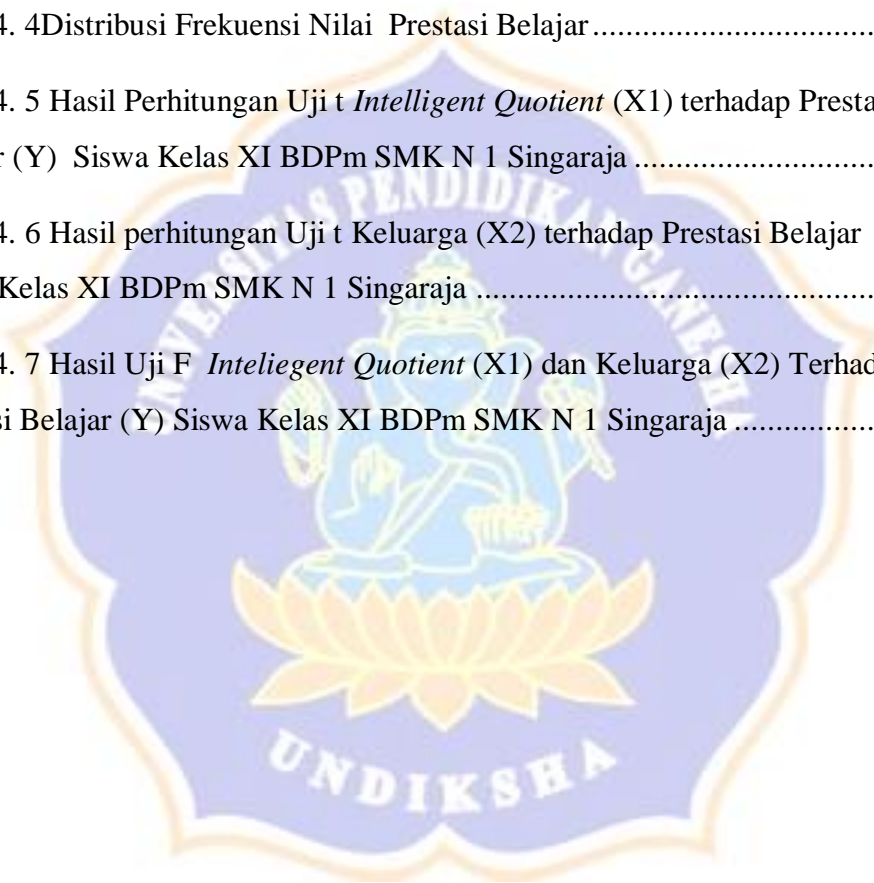 4. 4Distribusi Frekuensi Nilai Prestasi Belajar.................................
4. 5 Hasil Perhitungan Uji t Intelligent Quotient (X1) terhadap Presta
r (Y) Siswa Kelas XI BDPm SMK N 1 Singaraja .............................
4. 6 Hasil perhitungan Uji t Keluarga (X2) terhadap Prestasi Belajar
Kelas XI BDPm SMK N 1 Singaraja ................................................
4. 7 Hasil Uji F Inteliegent Quotient (X1) dan Keluarga (X2) Terhad
si Belajar (Y) Siswa Kelas XI BDPm SMK N 1 Singaraja .................
UNIVERSITAS PENDIDIKAN GANESHA
UNDIKSHA